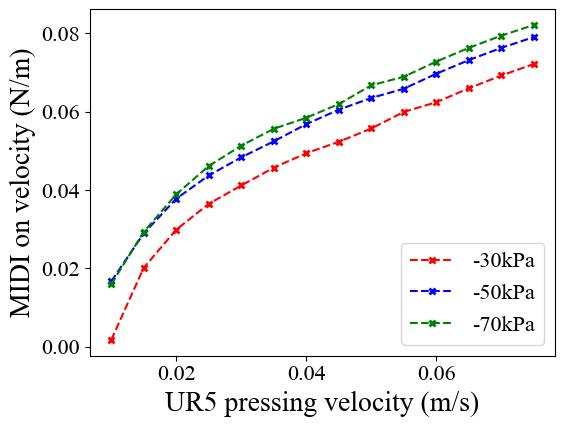 MIDI on velocity (N/m)
0.08
0.06
0.04
0.02
0.00
-30kPa
-50kPa
-70kPa
0.02 0.04 0.06
UR5 pressing velocity (m/s)